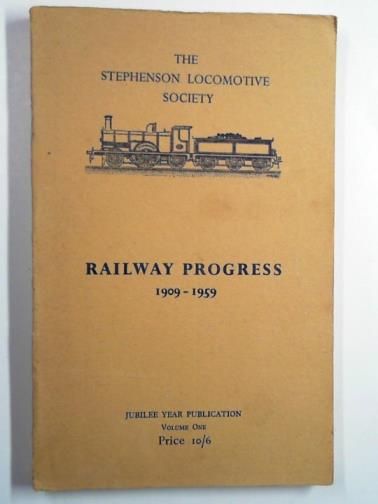 THE
STEPHENSON LOCOMOTIVE
SOCIETY
RAILWAY PROGRESS
1909 - 1959
JUBILEE YEAR PUBLICATION
VOLUME ONE
Price 10/6